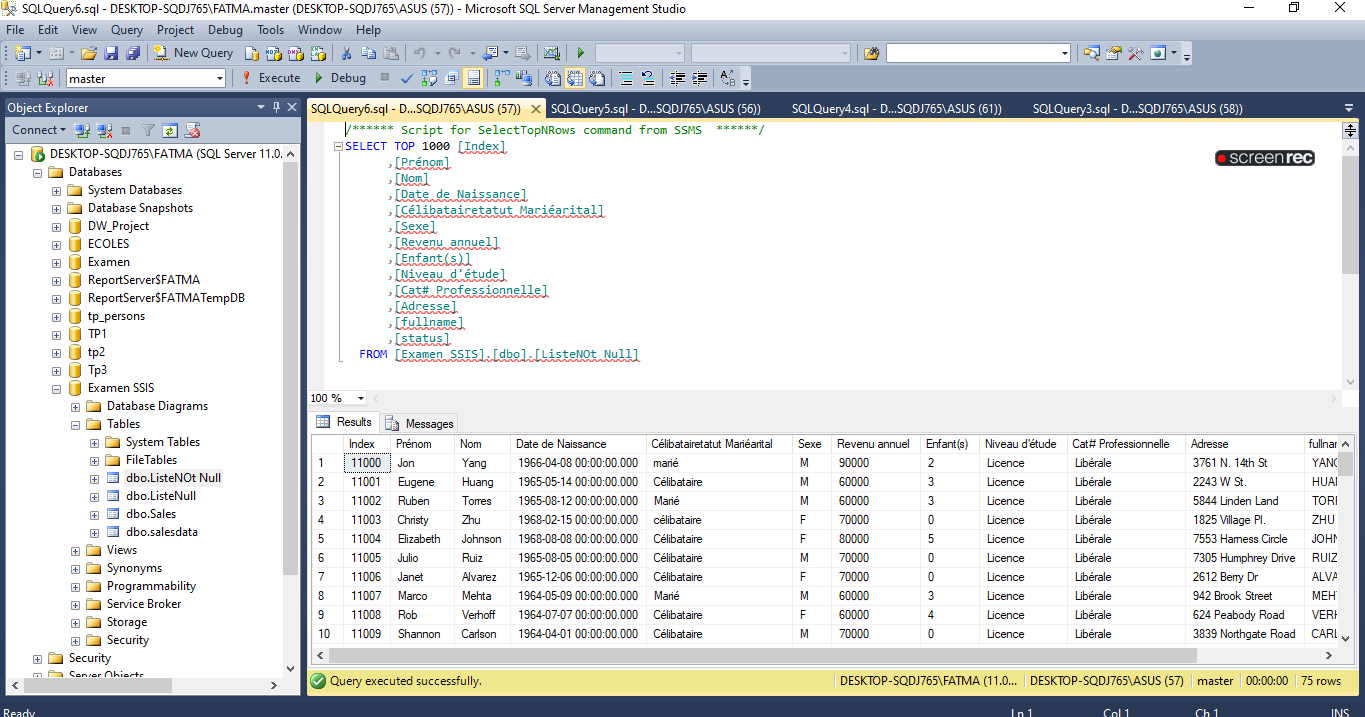 SQLQuery6.sql - DESKTOP-SQDJ765\FATMA.master (DESKTOP-SQDJ765\ASUS (57)) - Microsoft SQL Server Management Studio
File Edit View Query Project Debug Tools Window Help
New Query
master Execute Debug
Object Explorer
Connect
DESKTOP-SQDJ765\FATMA (SQL Server 11.0.
Databases
System Databases
Database Snapshots
DW_Project
ECOLES
Examen
ReportServer$FATMA
ReportServer$FATMATempDB
tp_persons
TP1
tp2
Tp3
Examen SSIS
Database Diagrams
Tables
System Tables
FileTables
dbo.ListeNOt Null
dbo.ListeNull
dbo.Sales
dbo.salesdata
Views
Synonyms
Programmability
Service Broker
Storage
Security
Security
Server Objects
SQLQuery6.sql - D...SQDJ765\ASUS (57)) SQLQuery5.sql - D...SQDJ765\ASUS (56)) SQLQuery4.sql - D...SQDJ765\ASUS (61)) SQLQuery3.sql - D...SQDJ765\ASUS (58))
/****** Script for SelectTopNRows command from SSMS ******/
SELECT TOP 1000 [Index]
,[Prénom]
,[Nom]
,[Date de Naissance]
,[Célibatairetatut Mariéarital]
,[Sexe]
,[Revenu annuel]
,[Enfant(s)]
,[Niveau d'étude]
,[Cat# Professionnelle]
,[Adresse]
,[fullname]
,[status]
FROM [Examen SSIS].[dbo].[ListeNOt Null]
screenrec
100 %
Results Messages
Index Prénom Nom Date de Naissance Célibatairetatut Mariéarital Sexe Revenu annuel Enfant(s) Niveau d'étude Cat# Professionnelle Adresse fullnar
1 11000 Jon Yang 1966-04-08 00:00:00.000 marié M 90000 2 Licence Libérale 3761 N. 14th St YANG
2 11001 Eugene Huang 1965-05-14 00:00:00.000 Célibataire M 60000 3 Licence Libérale 2243 W St. HUAI
3 11002 Ruben Torres 1965-08-12 00:00:00.000 Marié M 60000 3 Licence Libérale 5844 Linden Land TORI
4 11003 Christy Zhu 1968-02-15 00:00:00.000 célibataire F 70000 0 Licence Libérale 1825 Village Pl. ZHU
5 11004 Elizabeth Johnson 1968-08-08 00:00:00.000 Célibataire F 80000 5 Licence Libérale 7553 Harness Circle JOHN
6 11005 Julio Ruiz 1965-08-05 00:00:00.000 Célibataire M 70000 0 Licence Libérale 7305 Humphrey Drive RUIZ
7 11006 Janet Alvarez 1965-12-06 00:00:00.000 Célibataire F 70000 0 Licence Libérale 2612 Berry Dr ALVA
8 11007 Marco Mehta 1964-05-09 00:00:00.000 Marié M 60000 3 Licence Libérale 942 Brook Street MEH
9 11008 Rob Verhoff 1964-07-07 00:00:00.000 Célibataire F 60000 4 Licence Libérale 624 Peabody Road VERH
10 11009 Shannon Carlson 1964-04-01 00:00:00.000 Célibataire M 70000 0 Licence Libérale 3839 Northgate Road CARL
Query executed successfully. DESKTOP-SQDJ765\FATMA (11.0... DESKTOP-SQDJ765\ASUS (57) master 00:00:00 75 rows
Ready Ln 1 Col 1 Ch 1 INS